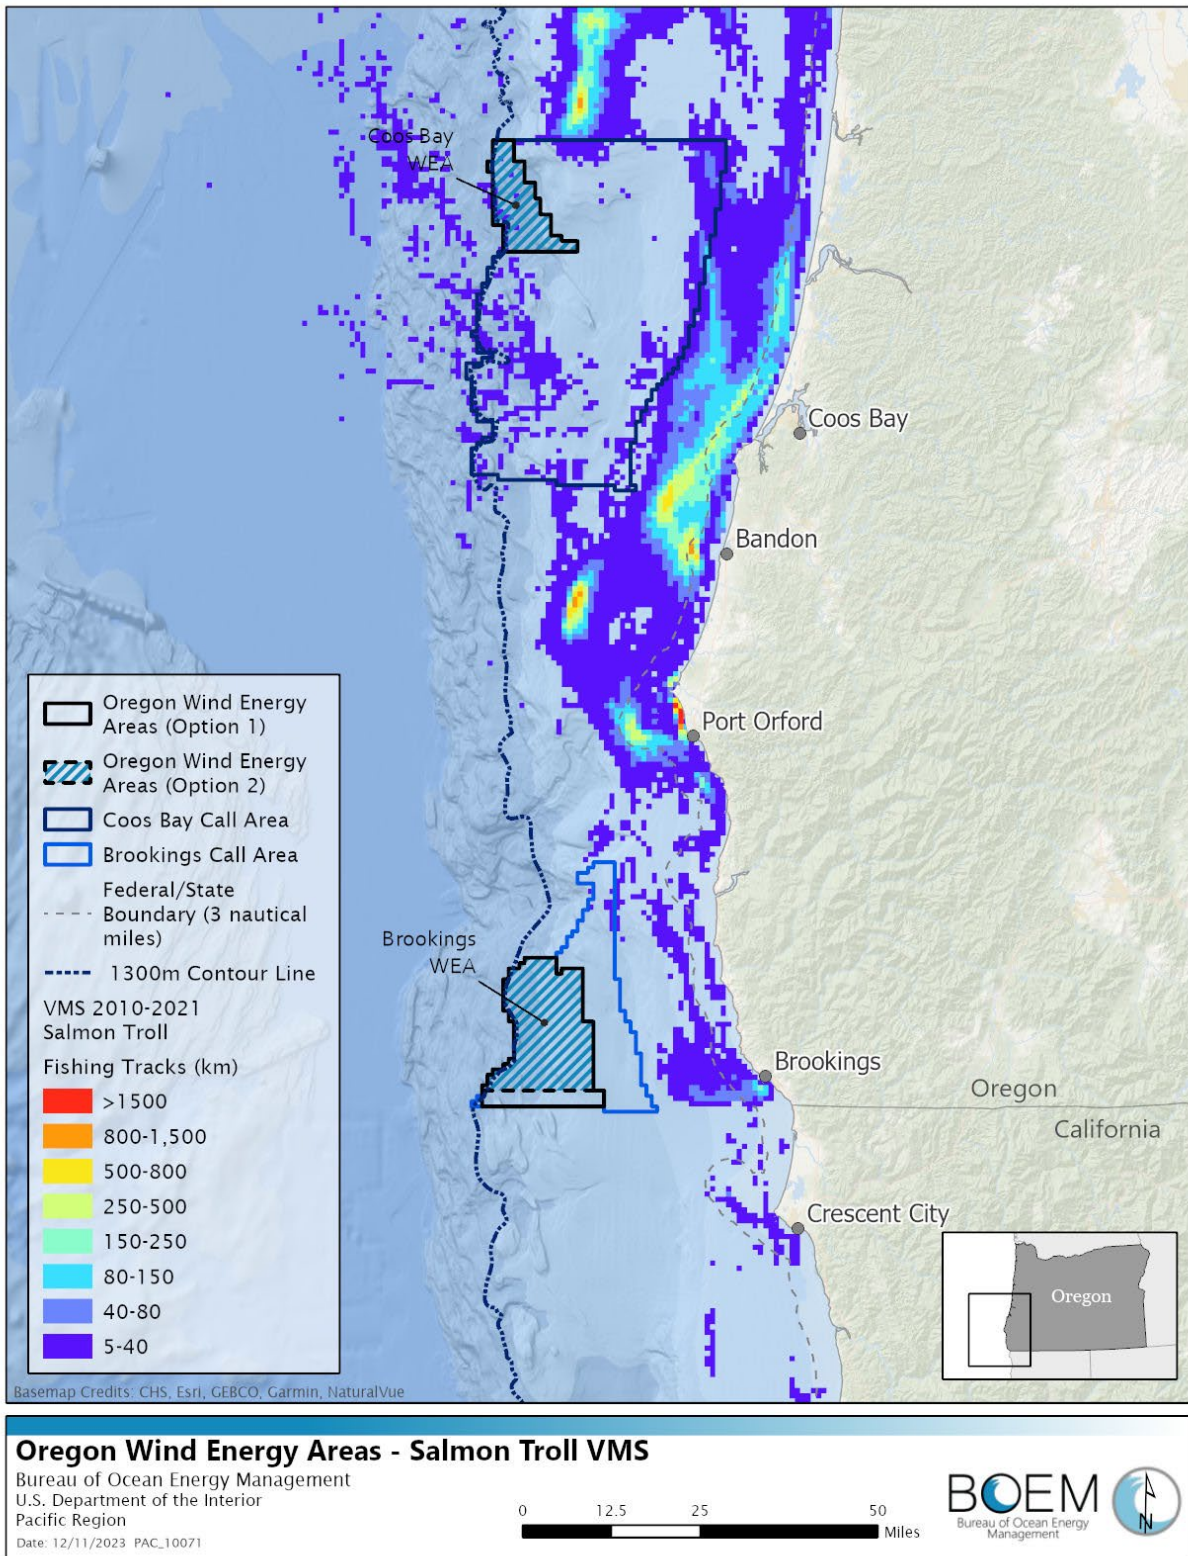 Coos Bay
WEA
Coos Bay
Bandon
Port Orford
Brookings
WEA
Brookings
Oregon
California
Crescent City
Oregon Wind Energy
Areas (Option 1)
Oregon Wind Energy
Areas (Option 2)
Coos Bay Call Area
Brookings Call Area
Federal/State
Boundary (3 nautical
miles)
1300m Contour Line
VMS 2010-2021
Salmon Troll
Fishing Tracks (km)
>1500
800-1,500
500-800
250-500
150-250
80-150
40-80
5-40
Oregon
Basemap Credits: CHS, Esri, GEBCO, Garmin, NaturalVue
Oregon Wind Energy Areas - Salmon Troll VMS
Bureau of Ocean Energy Management
U.S. Department of the Interior
Pacific Region
Date: 12/11/2023 PAC_10071
0 12.5 25 50
Miles
BOEM
Bureau of Ocean Energy
Management
N